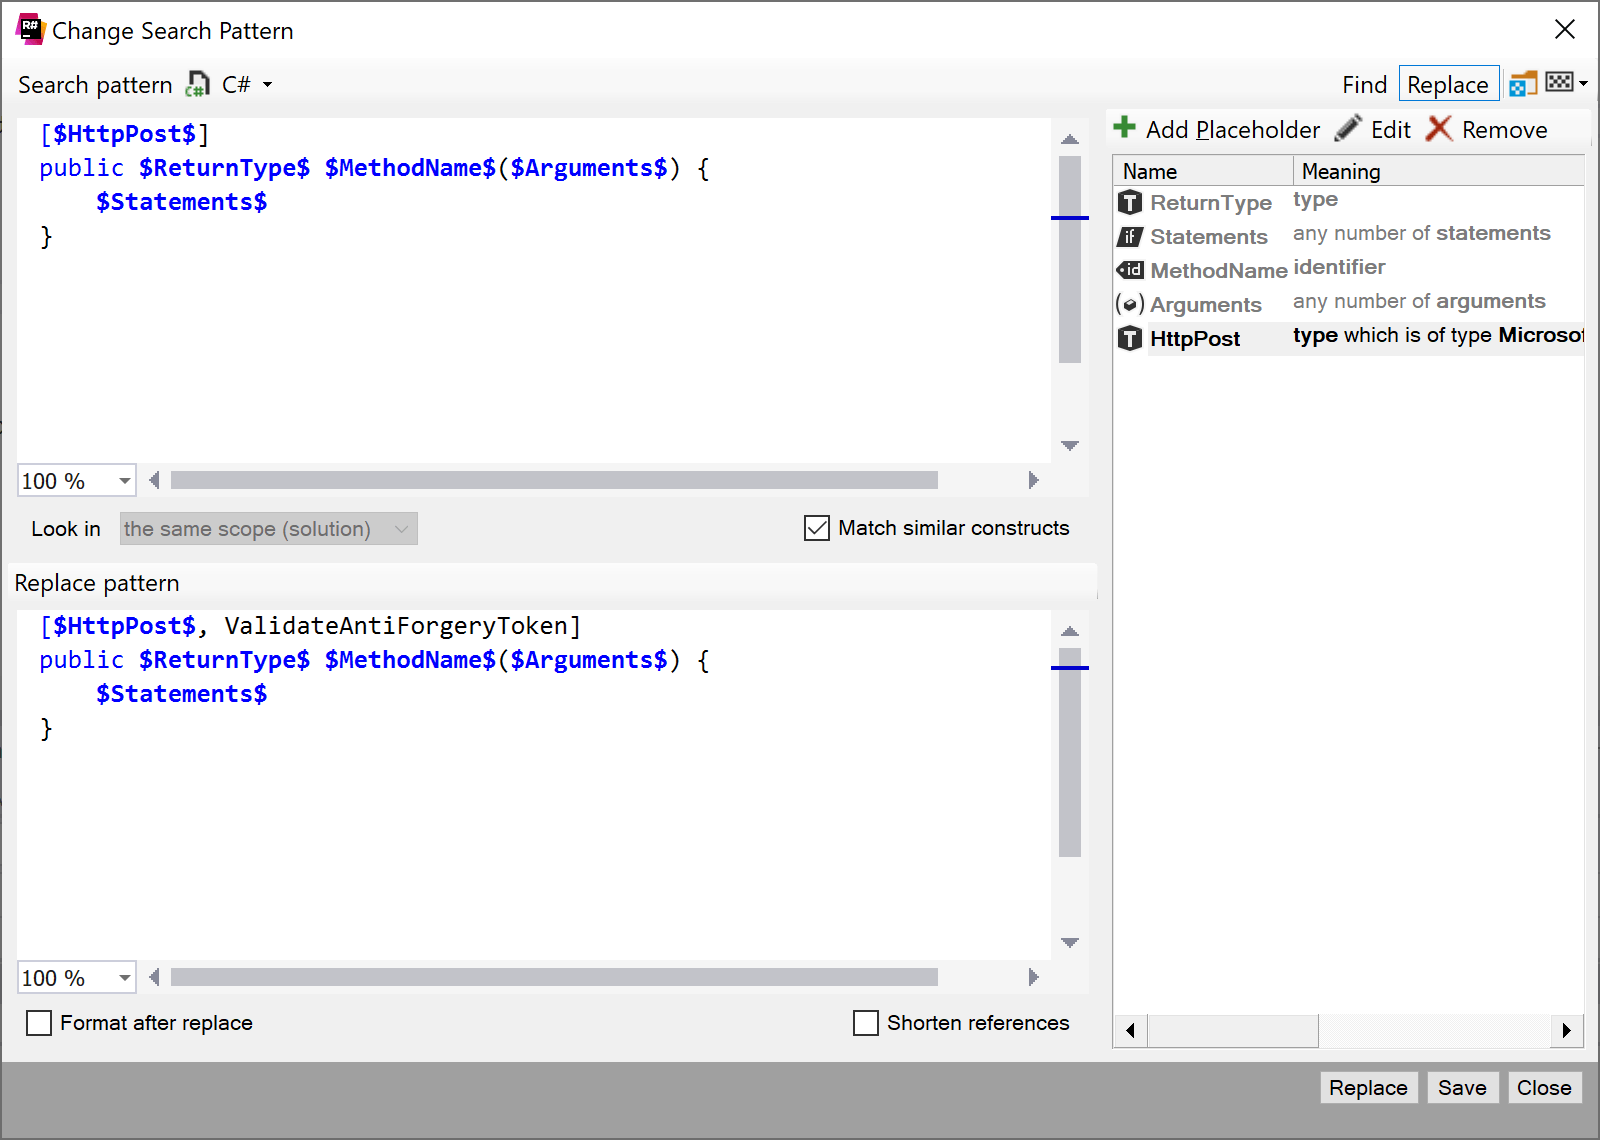 R#
Change Search Pattern
Search pattern C# C#
Find Replace
[$HttpPost$]
public $ReturnType$ $MethodName$($Arguments$) {
$Statements$
}
100 %
Look in the same scope (solution)
Match similar constructs
Replace pattern
[$HttpPost$, ValidateAntiForgeryToken]
public $ReturnType$ $MethodName$($Arguments$) {
$Statements$
}
100 %
Format after replace
Shorten references
Add Placeholder Edit Remove
Name Meaning
T ReturnType type
if Statements any number of statements
id MethodName identifier
Arguments any number of arguments
T HttpPost type which is of type Microsof
Replace Save Close